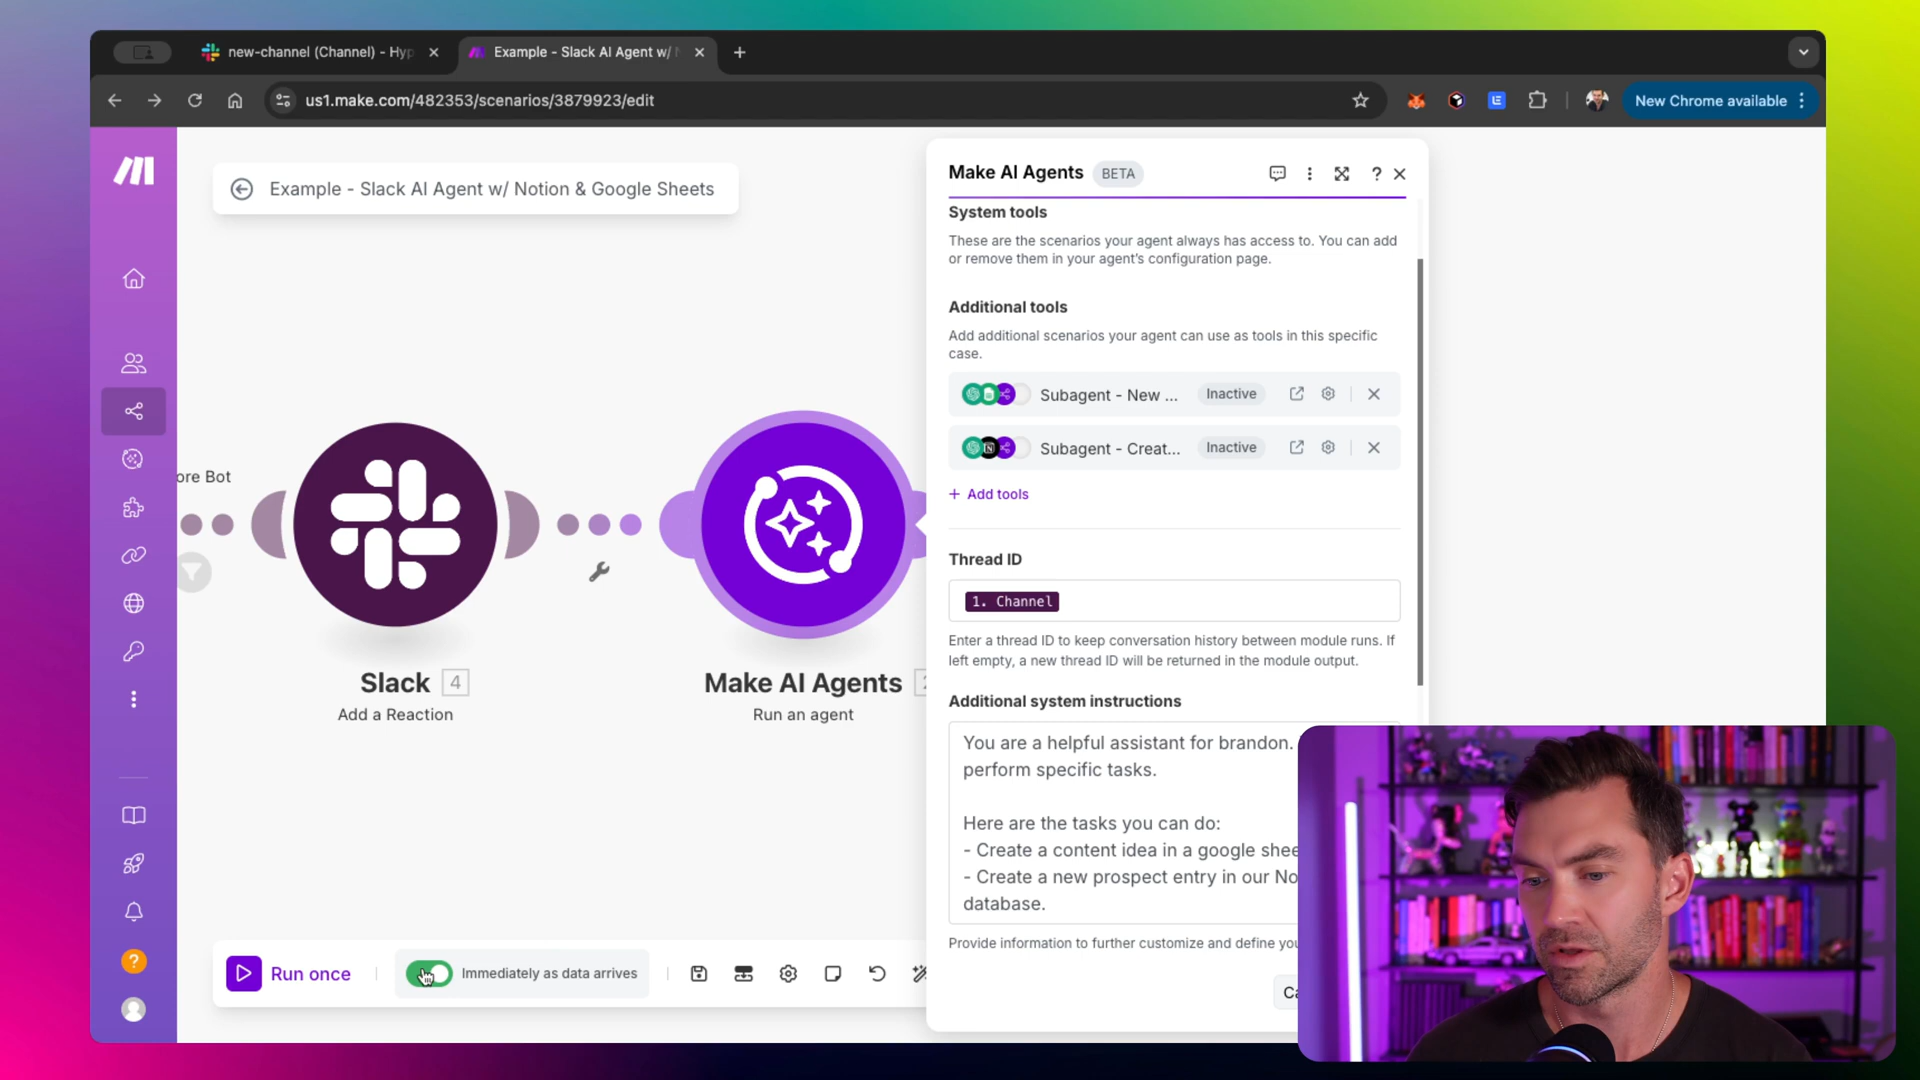 new-channel (Channel) - Hyp
Example - Slack AI Agent w/
us1.make.com/482353/scenarios/3879923/edit
New Chrome available
Example - Slack AI Agent w/ Notion & Google Sheets
Make AI Agents
BETA
System tools
These are the scenarios your agent always has access to. You can add
or remove them in your agent's configuration page.
Additional tools
Add additional scenarios your agent can use as tools in this specific
case.
Subagent - New ...
Inactive
Subagent - Creat...
Inactive
+ Add tools
Thread ID
1. Channel
Enter a thread ID to keep conversation history between module runs. If
left empty, a new thread ID will be returned in the module output.
Additional system instructions
You are a helpful assistant for brandon.
perform specific tasks.
Here are the tasks you can do:
- Create a content idea in a google shee
- Create a new prospect entry in our No
database.
Provide information to further customize and define you
Ca
ore Bot
Slack
4
Add a Reaction
Make AI Agents
Run an agent
Run once
Immediately as data arrives